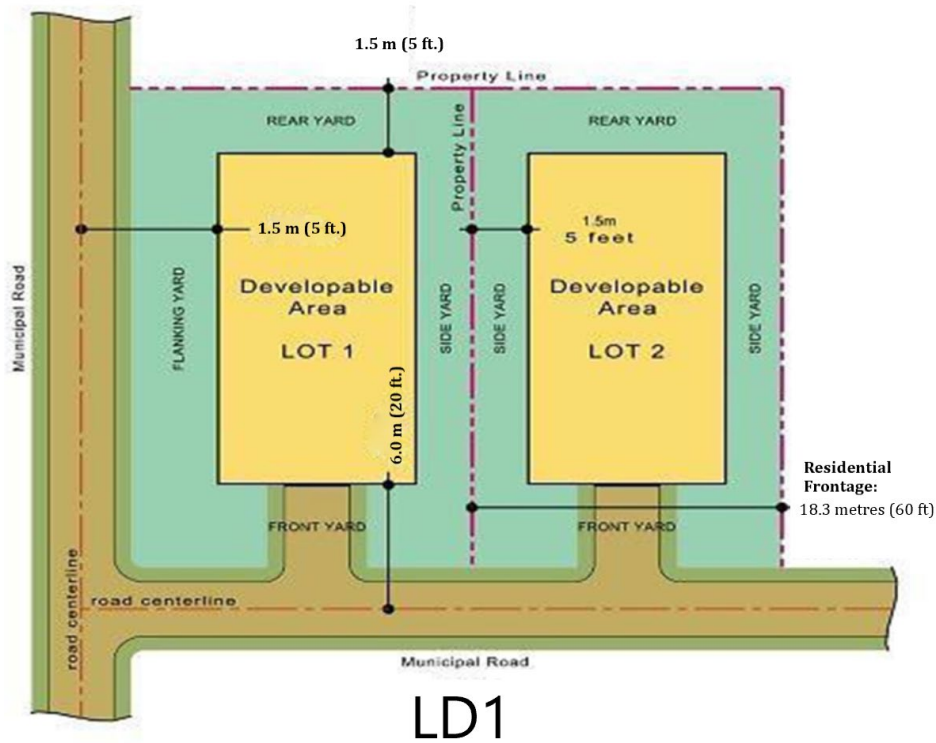 1.5 m (5 ft.)
Property Line
REAR YARD
REAR YARD
Property Line
1.5 m (5 ft.)
1.5m
5 feet
Municipal Road
FLANKING YARD
Developable
Area
LOT 1
SIDE YARD
SIDE YARD
Developable
Area
LOT 2
SIDE YARD
6.0 m (20 ft.)
Residential
Frontage:
18.3 metres (60 ft)
FRONT YARD
FRONT YARD
road centerline
road centerline
Municipal Road
LD1